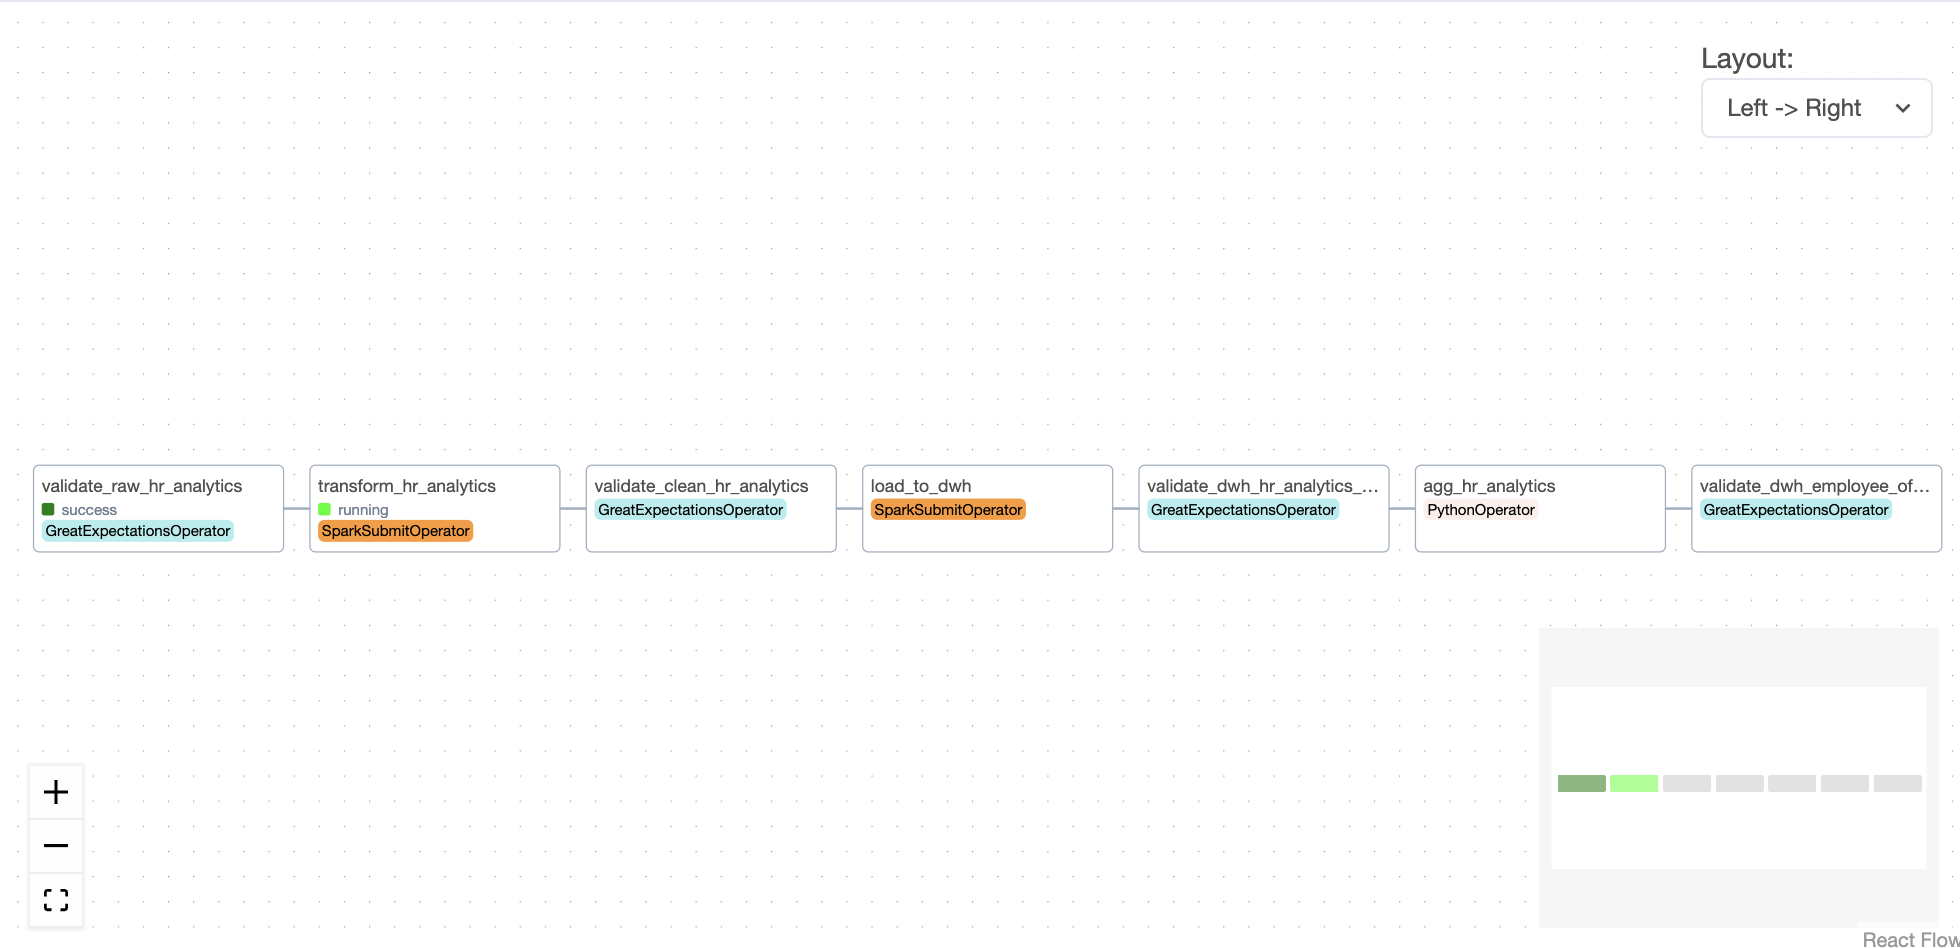 Layout:
Left -> Right
validate_raw_hr_analytics
success
GreatExpectationsOperator
transform_hr_analytics
running
SparkSubmitOperator
validate_clean_hr_analytics
GreatExpectationsOperator
load_to_dwh
SparkSubmitOperator
validate_dwh_hr_analytics_...
GreatExpectationsOperator
agg_hr_analytics
PythonOperator
validate_dwh_employee_of...
GreatExpectationsOperator
React Flow